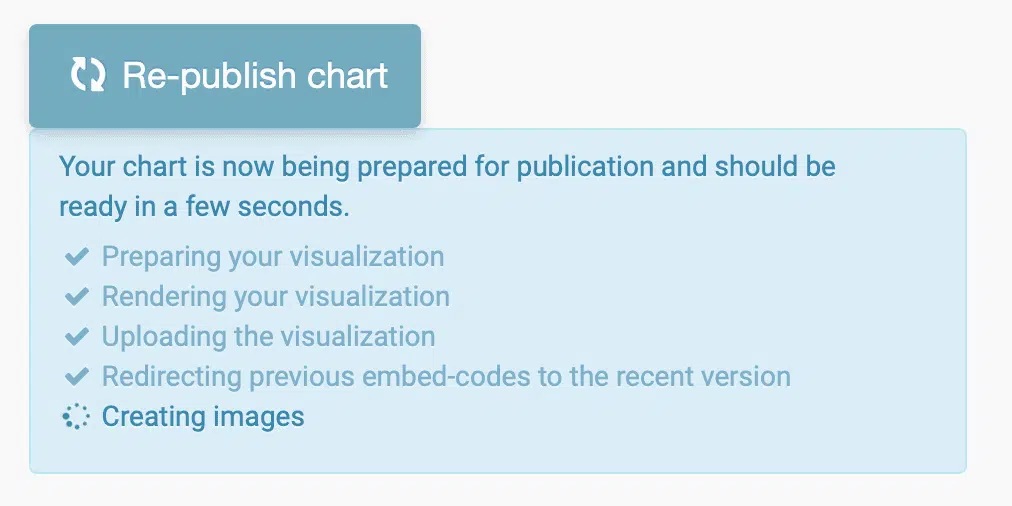 Re-publish chart
Your chart is now being prepared for publication and should be
ready in a few seconds.
Preparing your visualization
Rendering your visualization
Uploading the visualization
Redirecting previous embed-codes to the recent version
Creating images